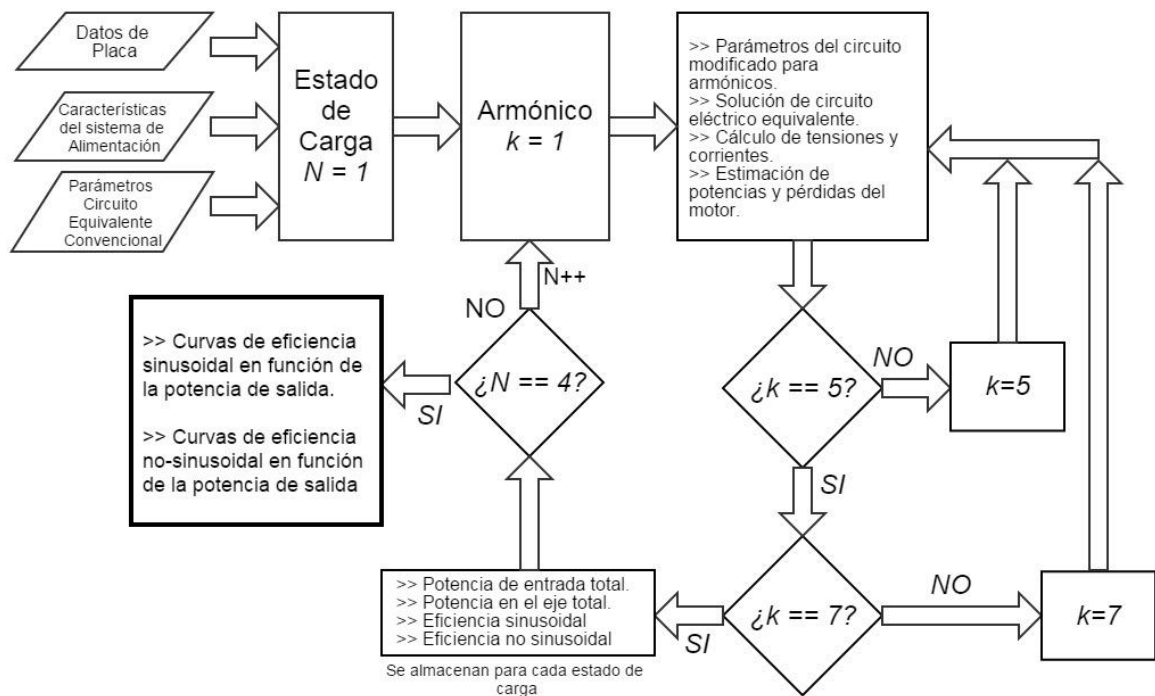 Datos de
Placa
Características
del sistema de
Alimentación
Parámetros
Circuito
Equivalente
Convencional
Estado
de
Carga
N = 1
Armónico
k = 1
>> Parámetros del circuito
modificado para
armónicos.
>> Solución de circuito
eléctrico equivalente.
>> Cálculo de tensiones y
corrientes.
>> Estimación de
potencias y pérdidas del
motor.
N++
NO
¿N == 4?
SI
>> Curvas de eficiencia
sinusoidal en función de
la potencia de salida.
>> Curvas de eficiencia
no-sinusoidal en función
de la potencia de salida
¿k == 5?
NO
k=5
SI
¿k == 7?
NO
k=7
SI
>> Potencia de entrada total.
>> Potencia en el eje total.
>> Eficiencia sinusoidal
>> Eficiencia no sinusoidal
Se almacenan para cada estado de
carga